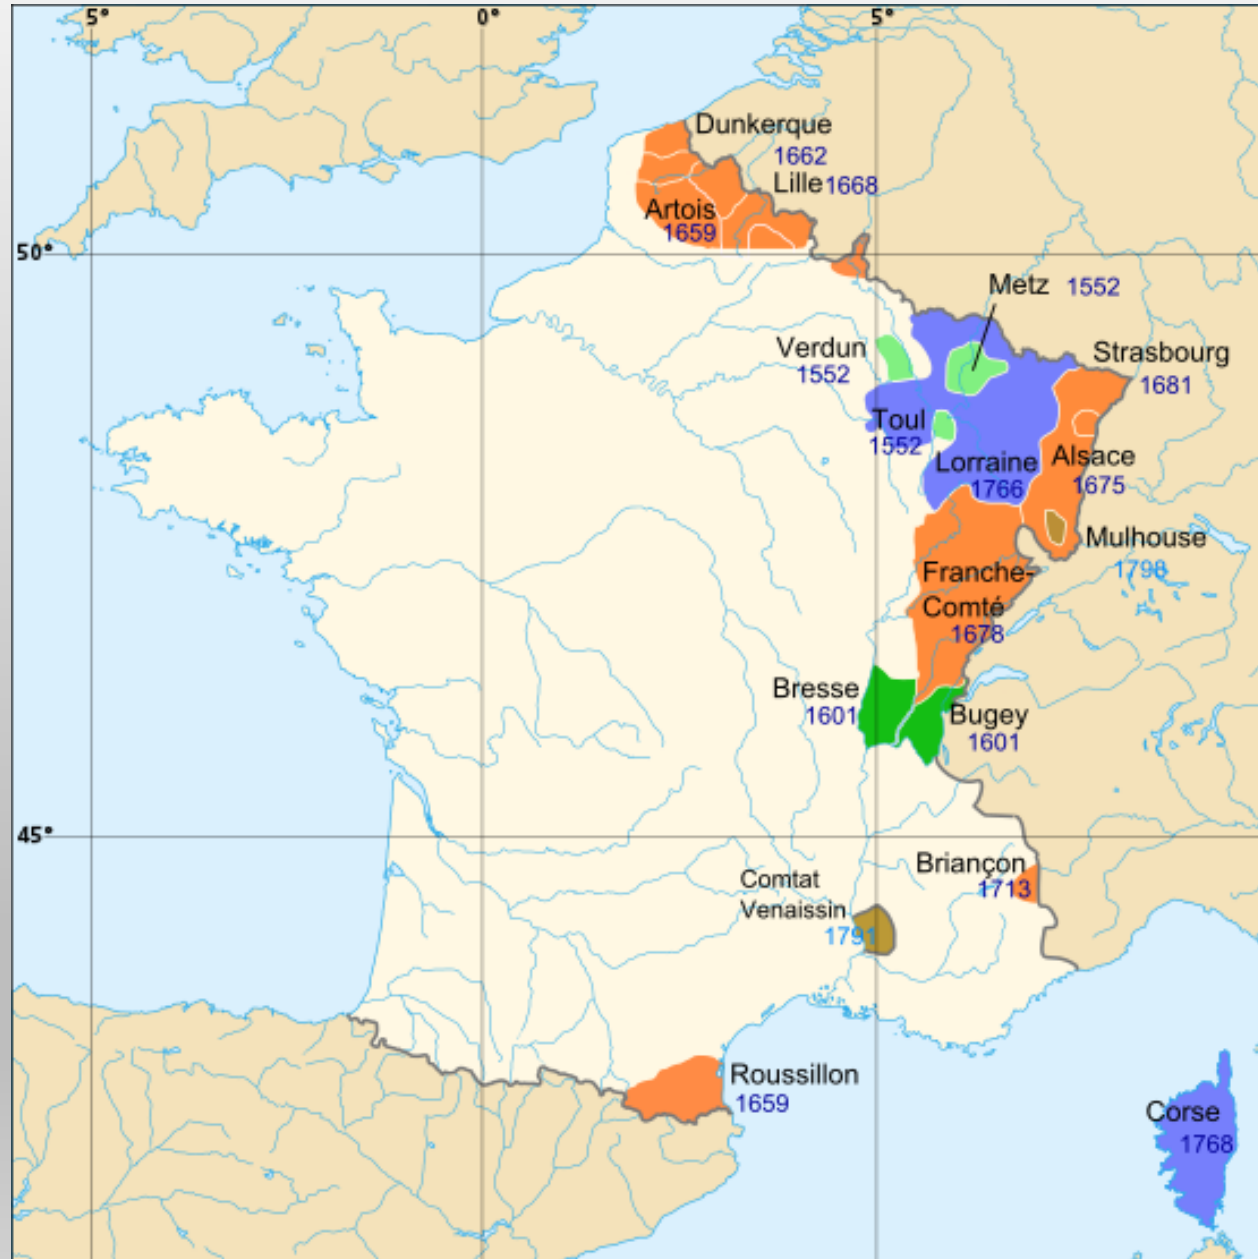 5°
0°
5°
Dunkerque
1662
Lille 1668
Artois
1659
50°
Metz 1552
Verdun
1552
Strasbourg
1681
Toul
1552
Lorraine
1766
Alsace
1675
Mulhouse
1798
Franche-
Comté
1678
Bresse
1601
Bugey
1601
45°
Briançon
1713
Comtat
Venaissin
1791
Roussillon
1659
Corse
1768